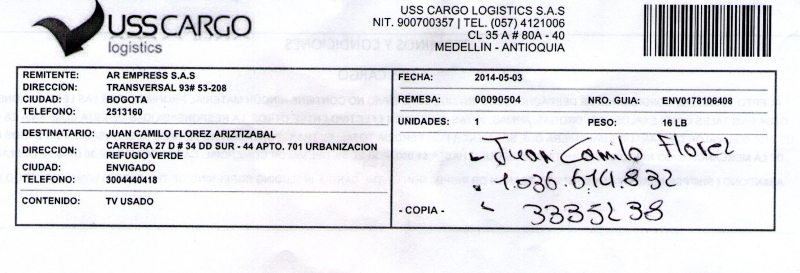 USSCARGO
logistics
USS CARGO LOGISTICS S.A.S
NIT. 900700357 | TEL. (057) 4121006
CL 35 A # 80A - 40
MEDELLIN - ANTIOQUIA
REMITENTE: AR EMPRESS S.A.S
DIRECCION: TRANSVERSAL 93# 53-208
CIUDAD: BOGOTA
TELEFONO: 2513160
DESTINATARIO: JUAN CAMILO FLOREZ ARIZTIZABAL
DIRECCION: CARRERA 27 D # 34 DD SUR - 44 APTO. 701 URBANIZACION
REFUGIO VERDE
CIUDAD: ENVIGADO
TELEFONO: 3004440418
CONTENIDO: TV USADO
FECHA: 2014-05-03
REMESA: 00090504 NRO. GUIA: ENV0178106408
UNIDADES: PESO: 16 LB
Juan Camilo Florez
1.036.614.832
3335238
- COPIA -